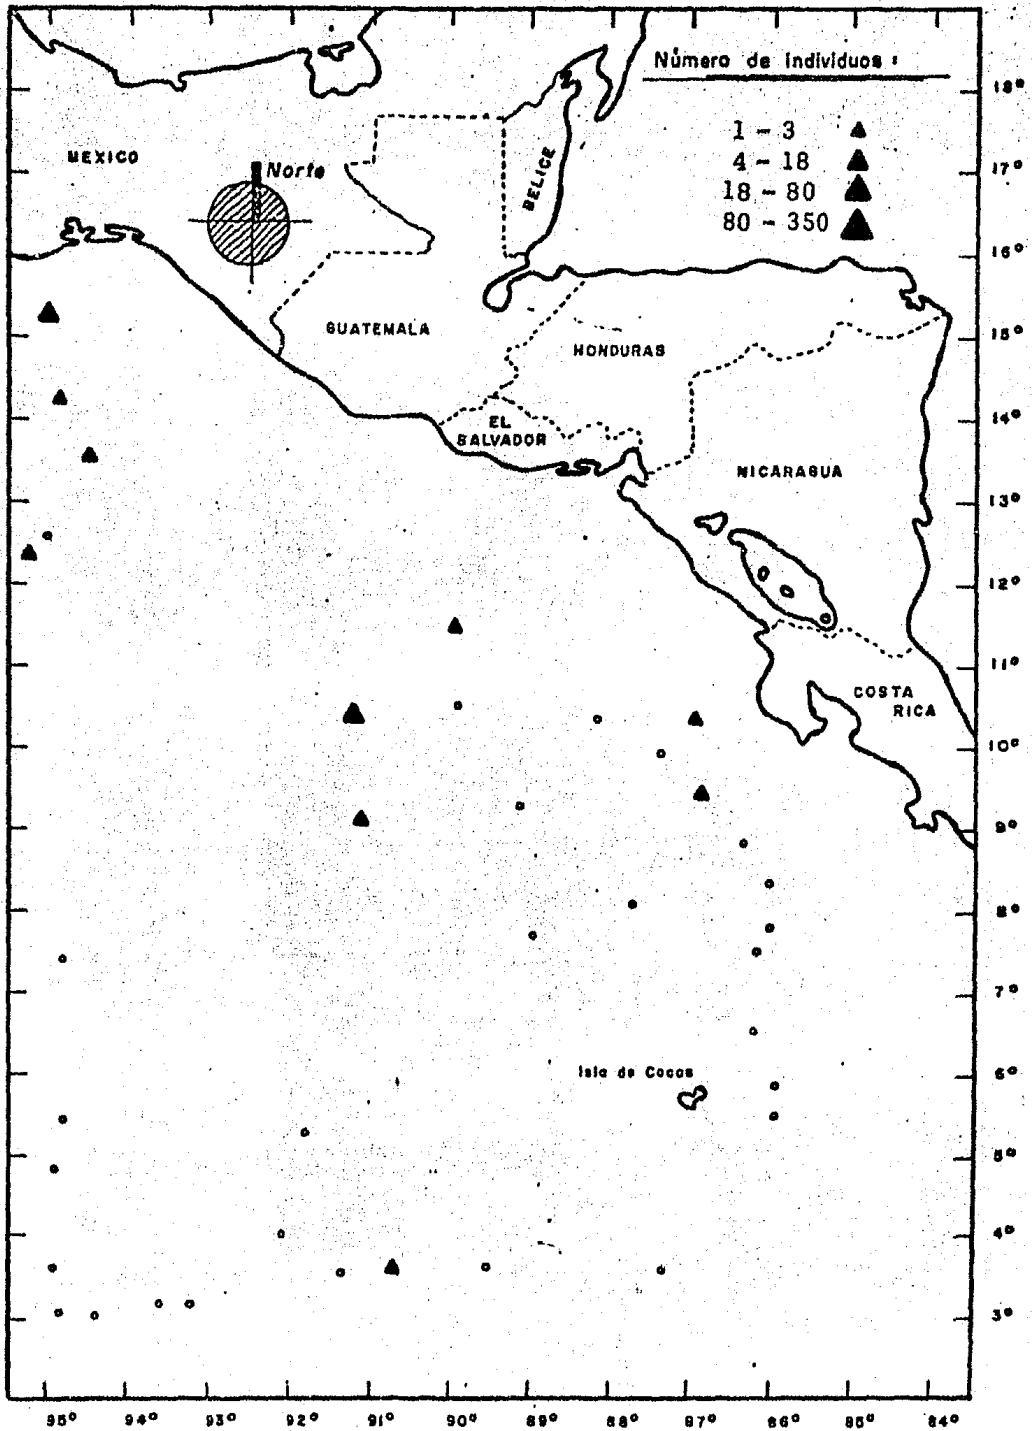 Número de individuos :
18°
1 - 3
MEXICO
4 - 18
17°
Norte
BELICE
18 - 80
80 - 350
16°
GUATEMALA
15°
HONDURAS
14°
EL
SALVADOR
NICARAGUA
13°
12°
11°
COSTA
RICA
10°
9°
8°
7°
Isla de Cocos
6°
5°
4°
3°
95° 94° 93° 92° 91° 90° 89° 88° 87° 86° 85° 84°